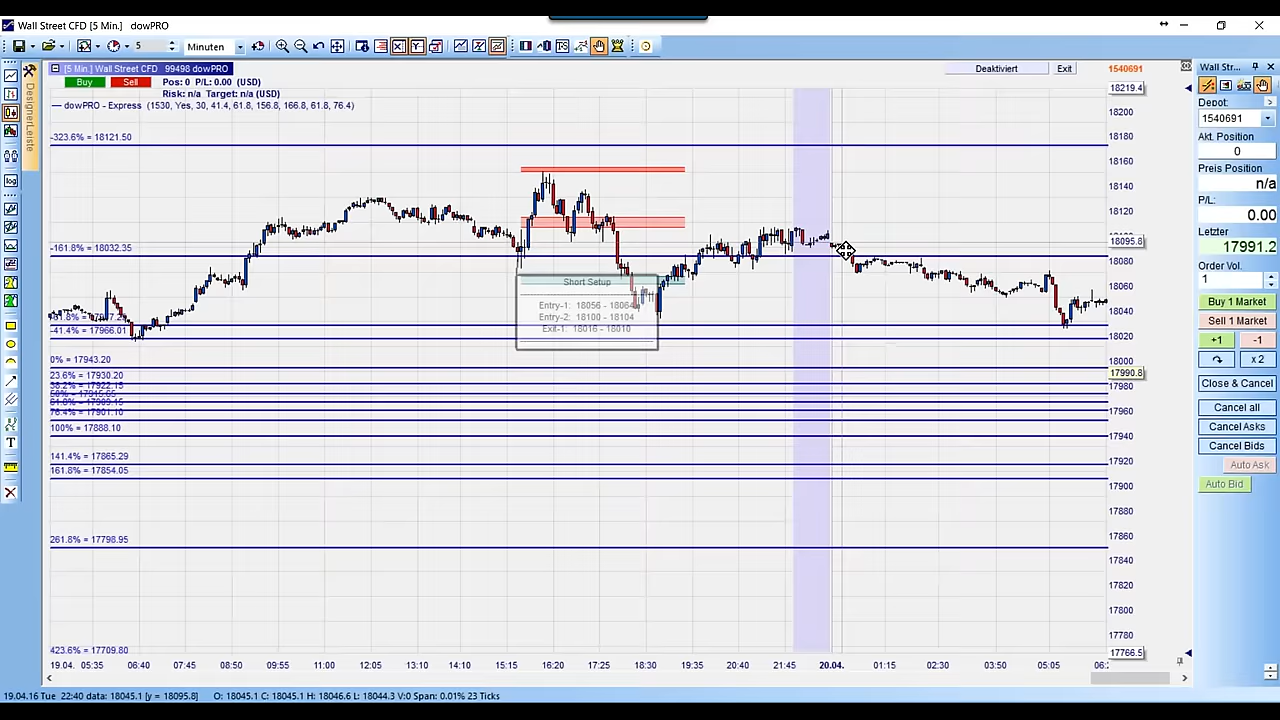 Wall Street CFD [5 Min.] dowPRO
5 Minuten
DesignerLeiste
[5 Min.] Wall Street CFD 99498 dowPRO
Deaktiviert Exit 1540691
Buy Sell Pos: 0 P/L: 0.00 (USD)
Risk: n/a Target: n/a (USD)
dowPRO - Express (1530, Yes, 30, 41.4, 61.8, 156.8, 166.8, 61.8, 76.4)
-323.6% = 18121.50
-161.8% = 18032.35
-41.4% = 17966.01
0% = 17943.20
23.6% = 17930.20
38.2% = 17922.15
76.4% = 17901.10
100% = 17888.10
141.4% = 17865.29
161.8% = 17854.05
261.8% = 17798.95
423.6% = 17709.80
Short Setup
Entry-1: 18056 - 18064
Entry-2: 18100 - 18104
Exit-1: 18016 - 18010
18219.4
18200
18180
18160
18140
18120
18095.8
18080
18060
18040
18020
18000
17990.8
17980
17960
17940
17920
17900
17880
17860
17840
17820
17800
17780
17766.5
19.04. 05:35 06:40 07:45 08:50 09:55 11:00 12:05 13:10 14:10 15:15 16:20 17:25 18:30 19:35 20:40 21:45 20.04. 01:15 02:30 03:50 05:05
Wall Str...
Depot:
1540691
Akt. Position
0
Preis Position
n/a
P/L:
0.00
Letzter
17991.2
Order Vol.
1
Buy 1 Market
Sell 1 Market
+1 -1
x 2
Close & Cancel
Cancel all
Cancel Asks
Cancel Bids
Auto Ask
Auto Bid
19.04.16 Tue 22:40 data: 18045.1 [y = 18095.8] O: 18045.1 C: 18045.1 H: 18046.6 L: 18044.3 V:0 Span: 0.01% 23 Ticks